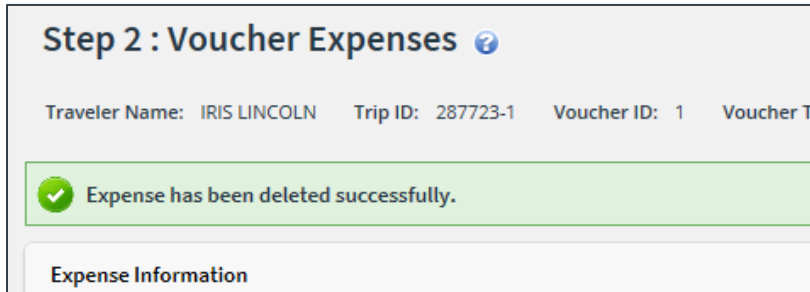 Step 2 : Voucher Expenses
Traveler Name: IRIS LINCOLN Trip ID: 287723-1 Voucher ID: 1 Voucher
Expense has been deleted successfully.
Expense Information